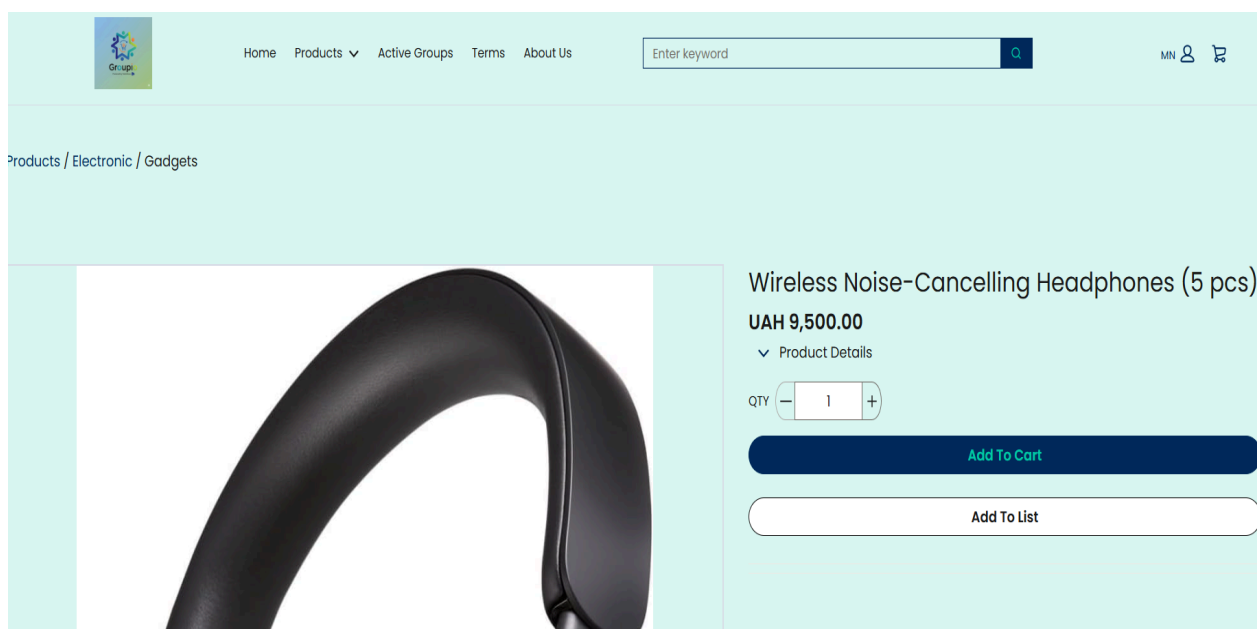 Groups
Home Products Active Groups Terms About Us
Enter keyword
MN
Products / Electronic / Gadgets
Wireless Noise-Cancelling Headphones (5 pcs)
UAH 9,500.00
Product Details
QTY − 1 +
Add To Cart
Add To List